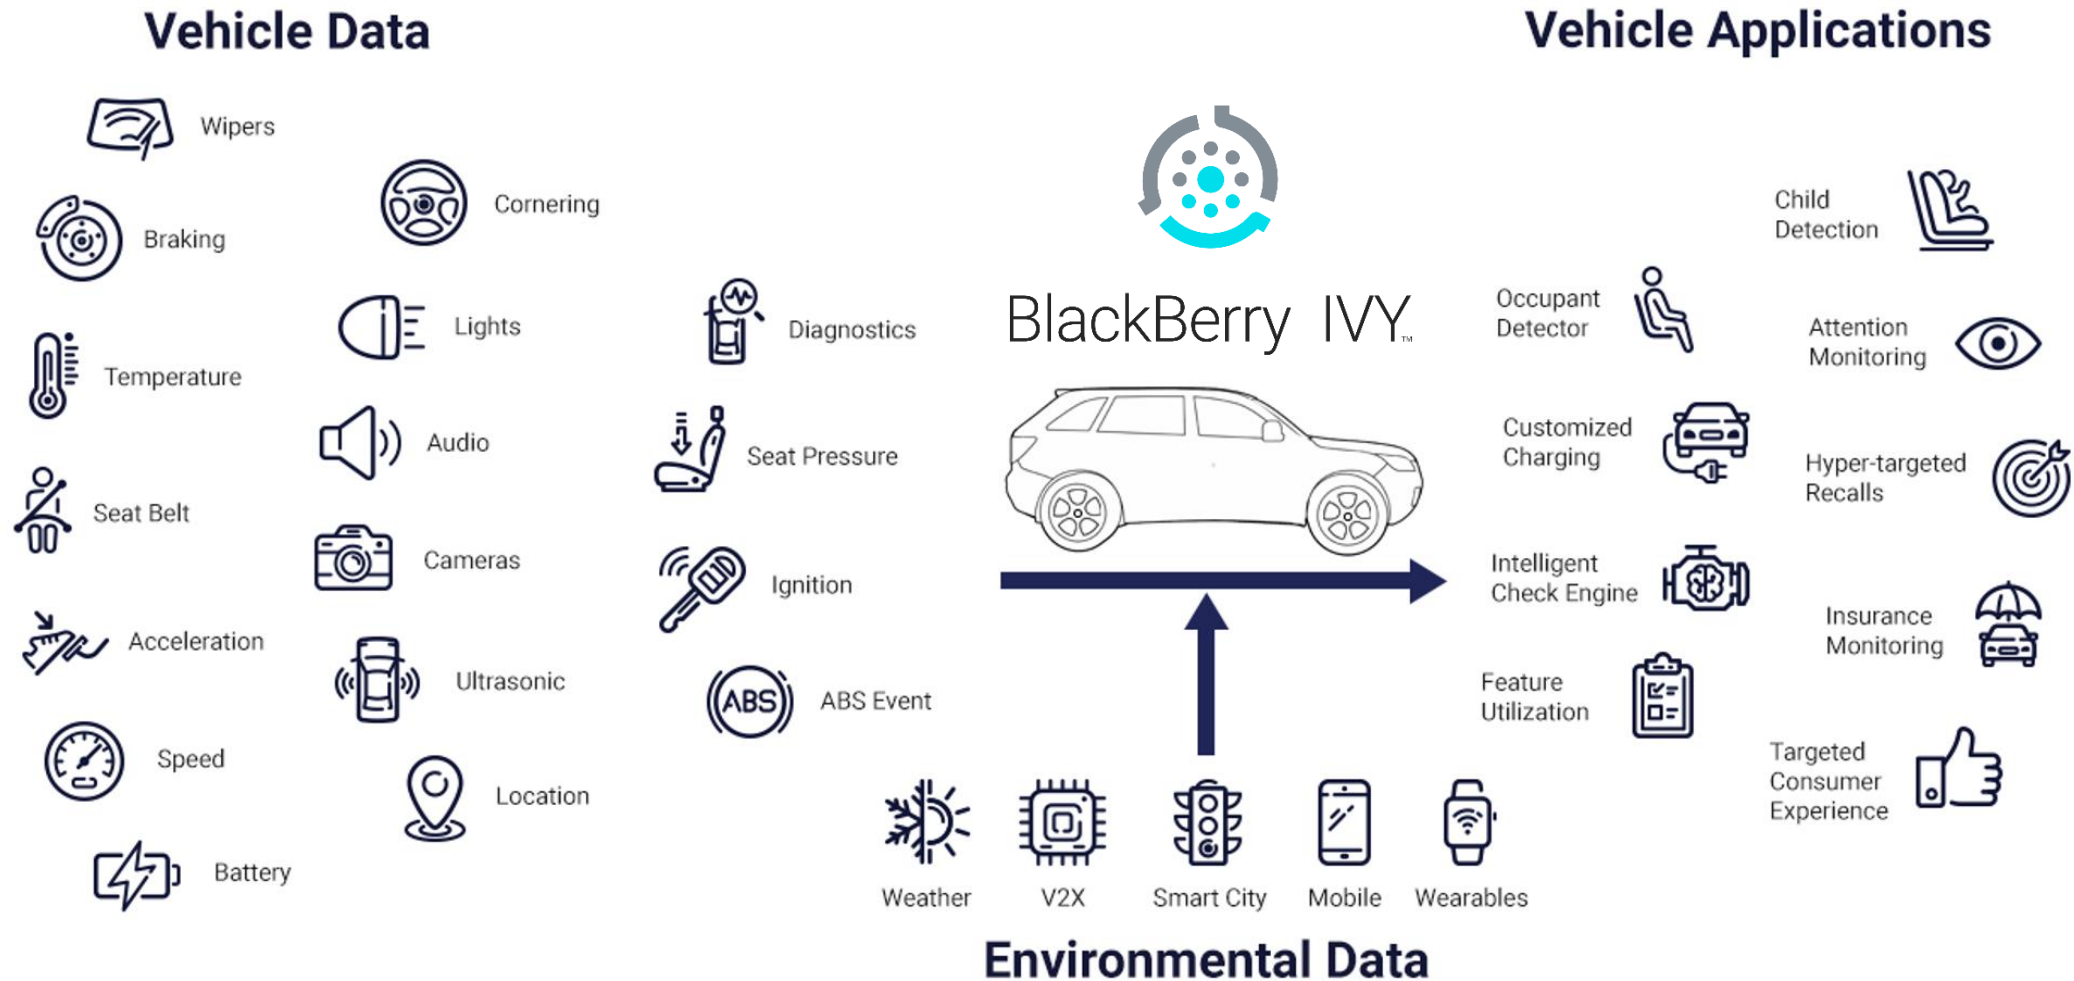 Vehicle Data
Vehicle Applications
Wipers
Braking
Temperature
Seat Belt
Acceleration
Speed
Battery
Cornering
Lights
Audio
Cameras
Ultrasonic
Location
Diagnostics
Seat Pressure
Ignition
ABS
ABS Event
BlackBerry IVY™
Occupant
Detector
Customized
Charging
Intelligent
Check Engine
Feature
Utilization
Child
Detection
Attention
Monitoring
Hyper-targeted
Recalls
Insurance
Monitoring
Targeted
Consumer
Experience
Weather
V2X
Smart City
Mobile
Wearables
Environmental Data